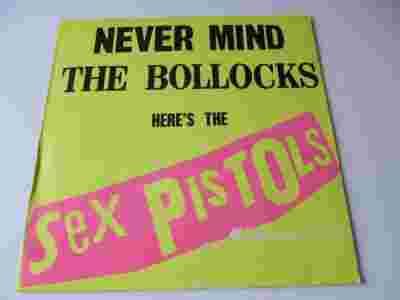 NEVER MIND
THE BOLLOCKS
HERE'S THE
Sex PiSTOLs